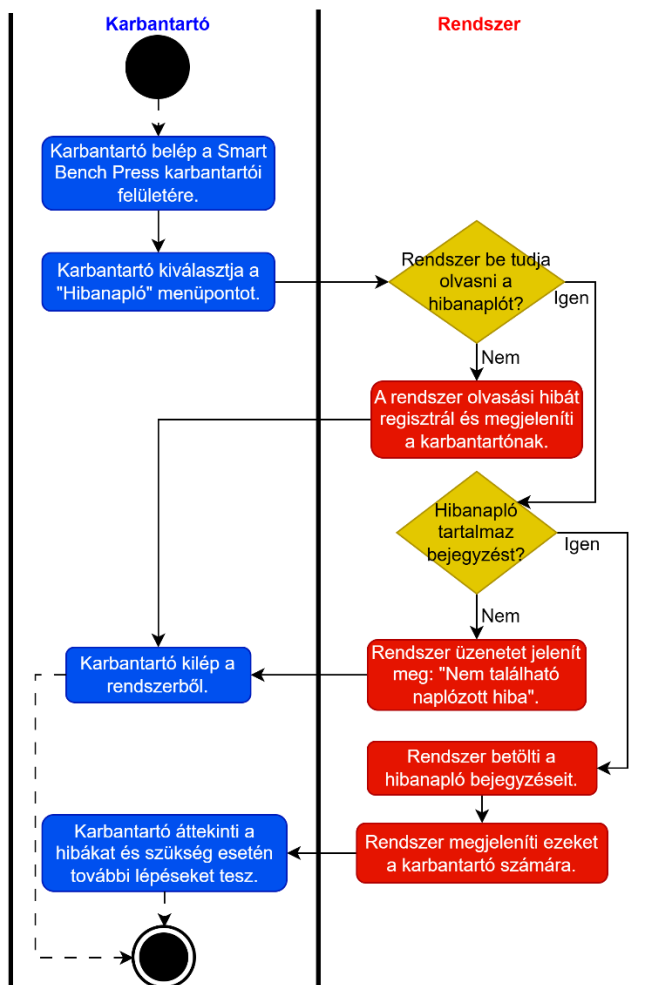 Karbantartó
Rendszer
Karbantartó belép a Smart
Bench Press karbantartói
felületére.
Karbantartó kiválasztja a
"Hibanapló" menüpontot.
Rendszer be tudja
olvasni a
hibanaplót?
Igen
Nem
A rendszer olvasási hibát
regisztrál és megjeleníti
a karbantartónak.
Hibanapló
tartalmaz
bejegyzést?
Igen
Nem
Rendszer üzenetet jelenít
meg: "Nem található
naplózott hiba".
Karbantartó kilép a
rendszerből.
Rendszer betölti a
hibanapló bejegyzéseit.
Rendszer megjeleníti ezeket
a karbantartó számára.
Karbantartó áttekinti a
hibákat és szükség esetén
további lépéseket tesz.